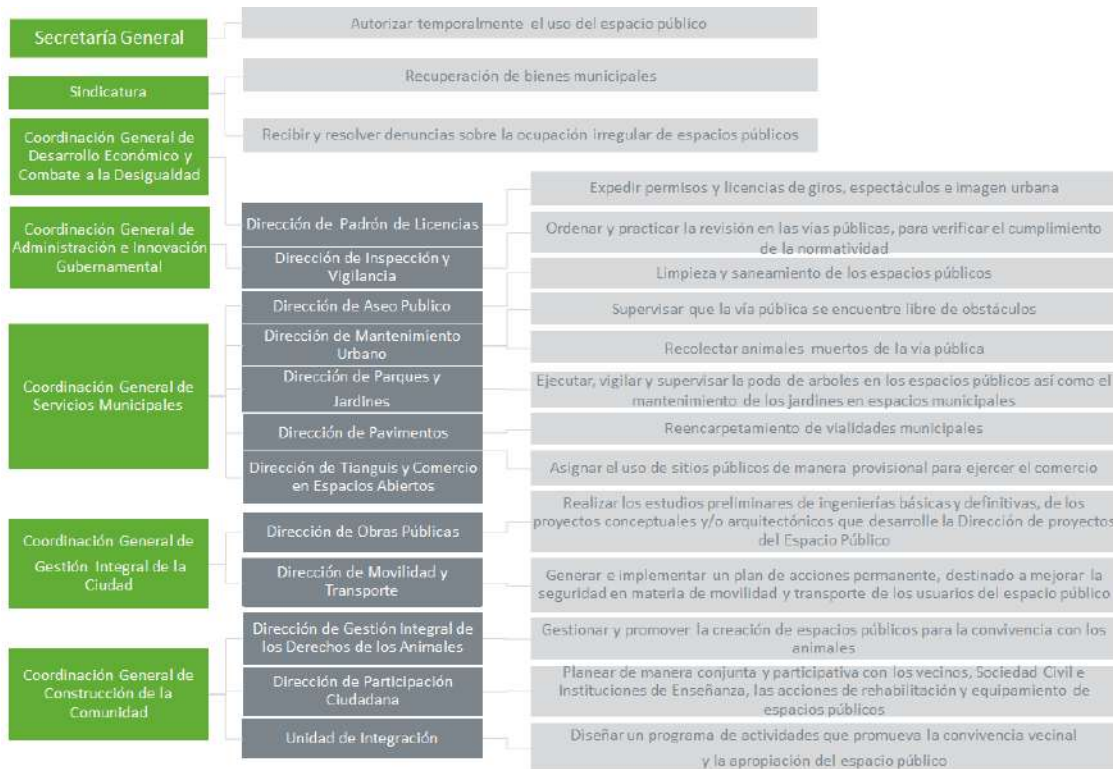 Secretaría General
Autorizar temporalmente el uso del espacio público
Sindicatura
Recuperación de bienes municipales
Recibir y resolver denuncias sobre la ocupación irregular de espacios públicos
Coordinación General de
Desarrollo Económico y
Combate a la Desigualdad
Dirección de Padrón de Licencias
Expedir permisos y licencias de giros, espectáculos e imagen urbana
Coordinación General de
Administración e Innovación
Gubernamental
Dirección de Inspección y
Vigilancia
Ordenar y practicar la revisión en las vías públicas, para verificar el cumplimiento
de la normatividad
Coordinación General de
Servicios Municipales
Dirección de Aseo Publico
Limpieza y saneamiento de los espacios públicos
Dirección de Mantenimiento
Urbano
Supervisar que la vía pública se encuentre libre de obstáculos
Recolectar animales muertos de la vía pública
Dirección de Parques y
Jardines
Ejecutar, vigilar y supervisar la poda de arboles en los espacios públicos así como el
mantenimiento de los jardines en espacios municipales
Dirección de Pavimentos
Reencarpetamiento de vialidades municipales
Dirección de Tianguis y Comercio
en Espacios Abiertos
Asignar el uso de sitios públicos de manera provisional para ejercer el comercio
Coordinación General de
Gestión Integral de la
Ciudad
Dirección de Obras Públicas
Realizar los estudios preliminares de ingenierías básicas y definitivas, de los
proyectos conceptuales y/o arquitectónicos que desarrolle la Dirección de proyectos
del Espacio Público
Dirección de Movilidad y
Transporte
Generar e implementar un plan de acciones permanente, destinado a mejorar la
seguridad en materia de movilidad y transporte de los usuarios del espacio público
Coordinación General de
Construcción de la
Comunidad
Dirección de Gestión Integral de
los Derechos de los Animales
Gestionar y promover la creación de espacios públicos para la convivencia con los
animales
Dirección de Participación
Ciudadana
Planear de manera conjunta y participativa con los vecinos, Sociedad Civil e
Instituciones de Enseñanza, las acciones de rehabilitación y equipamiento de
espacios públicos
Unidad de Integración
Diseñar un programa de actividades que promueva la convivencia vecinal
y la apropiación del espacio público